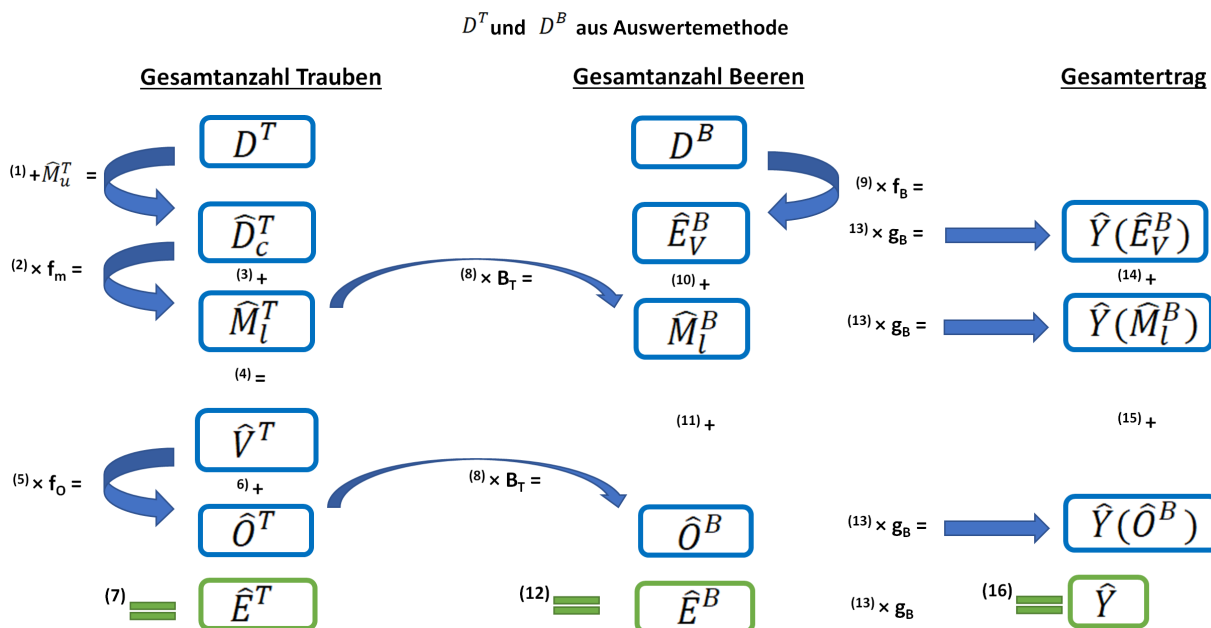 D^T und D^B aus Auswertemethode
Gesamtanzahl Trauben Gesamtanzahl Beeren Gesamtertrag
D^T D^B
(1) + M̂_u^T = (9) × f_B =
D̂_c^T Ê_V^B 13) × g_B = Ŷ(Ê_V^B)
(2) × f_m = (3) + (8) × B_T = (10) + (14) +
M̂_l^T M̂_l^B (13) × g_B = Ŷ(M̂_l^B)
(4) =
(11) + (15) +
V̂^T
(5) × f_O = 6) + (8) × B_T =
Ô^T Ô^B (13) × g_B = Ŷ(Ô^B)
(7) Ê^T (12) Ê^B (13) × g_B (16) Ŷ